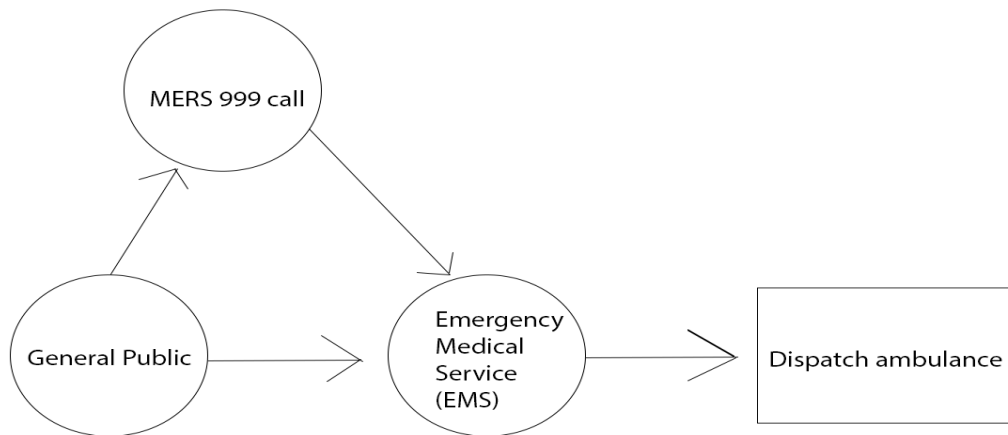 MERS 999 call
General Public
Emergency
Medical
Service
(EMS)
Dispatch ambulance